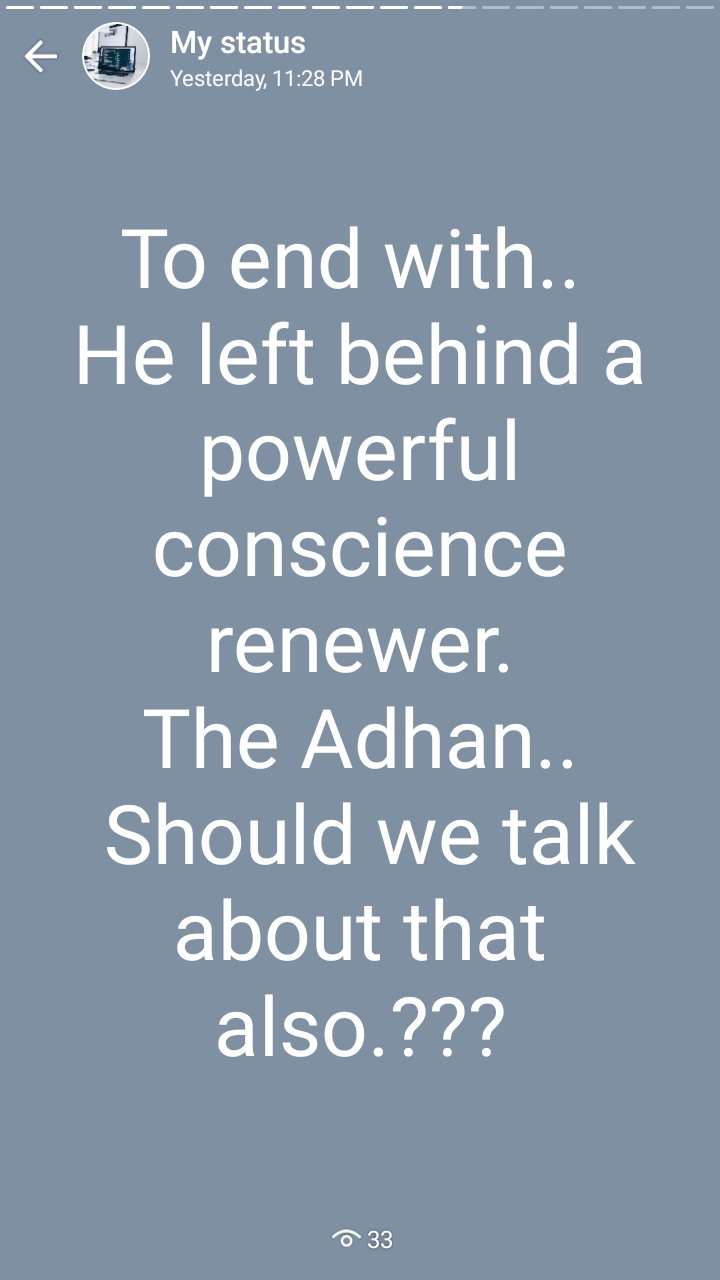 My status
Yesterday, 11:28 PM
To end with..
He left behind a
powerful
conscience
renewer.
The Adhan..
Should we talk
about that
also.???
33